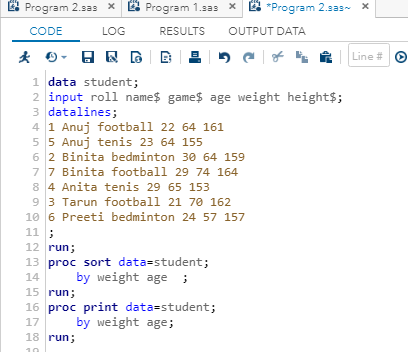 Program 2.sas × Program 1.sas × *Program 2.sas~ ×
CODE LOG RESULTS OUTPUT DATA
Line #
1 data student;
2 input roll name$ game$ age weight height$;
3 datalines;
4 1 Anuj football 22 64 161
5 5 Anuj tenis 23 64 155
6 2 Binita bedminton 30 64 159
7 7 Binita football 29 74 164
8 4 Anita tenis 29 65 153
9 3 Tarun football 21 70 162
10 6 Preeti bedminton 24 57 157
11 ;
12 run;
13 proc sort data=student;
14 by weight age ;
15 run;
16 proc print data=student;
17 by weight age;
18 run;
19